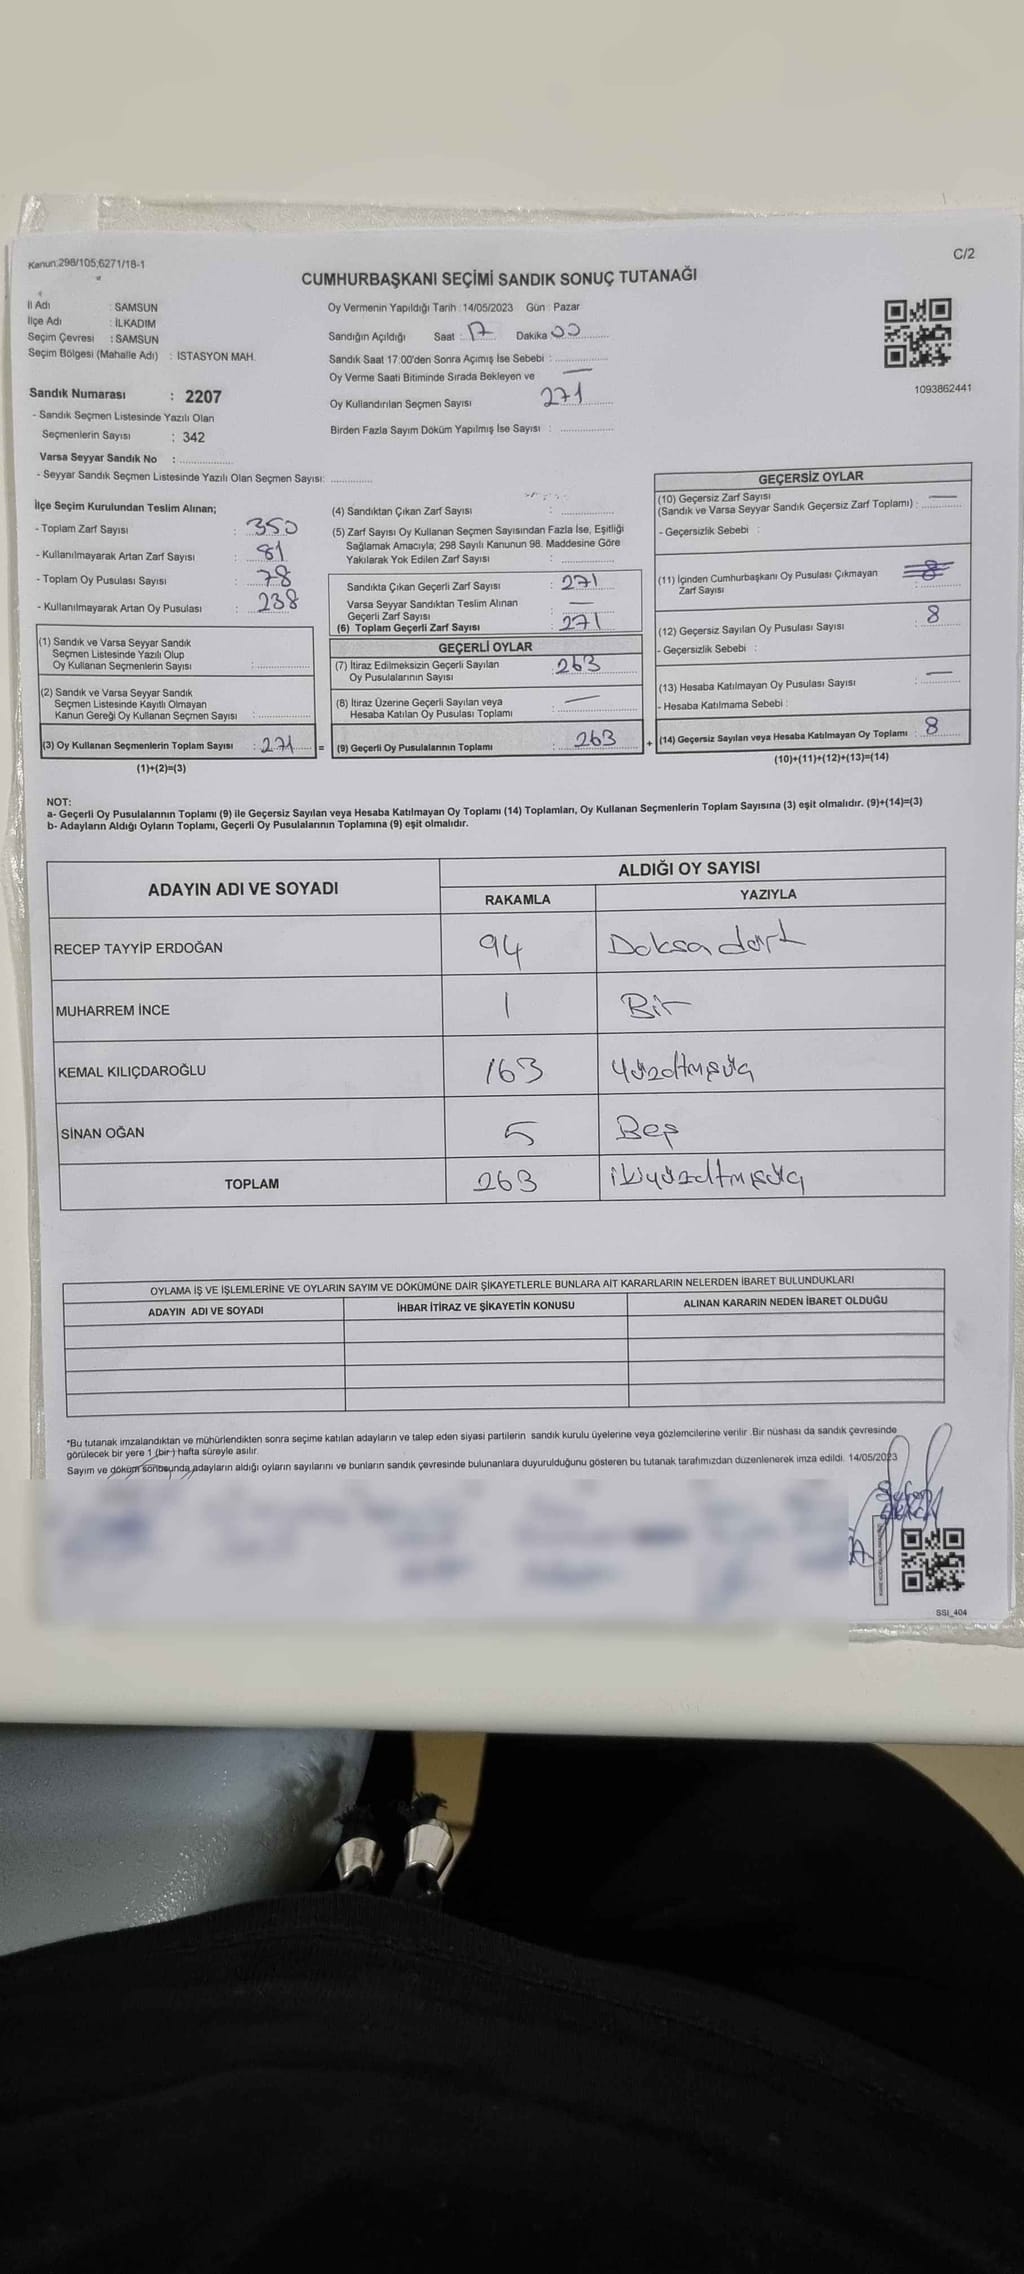 Kanun:298/105,6271/18-1
C/2
CUMHURBAŞKANI SEÇİMİ SANDIK SONUÇ TUTANAĞI
İl Adı : SAMSUN
İlçe Adı : İLKADIM
Seçim Çevresi : SAMSUN
Seçim Bölgesi (Mahalle Adı) : İSTASYON MAH.
Sandık Numarası : 2207
- Sandık Seçmen Listesinde Yazılı Olan
Seçmenlerin Sayısı : 342
Varsa Seyyar Sandık No :
- Seyyar Sandık Seçmen Listesinde Yazılı Olan Seçmen Sayısı:
Oy Vermenin Yapıldığı Tarih :14/05/2023 Gün : Pazar
Sandığın Açıldığı Saat : 17 Dakika 00
Sandık Saat 17:00'den Sonra Açımış İse Sebebi :
Oy Verme Saati Bitiminde Sırada Bekleyen ve —
Oy Kullandırılan Seçmen Sayısı 271
Birden Fazla Sayım Döküm Yapılmış İse Sayısı :
1093862441
İlçe Seçim Kurulundan Teslim Alınan;
- Toplam Zarf Sayısı : 350
- Kullanılmayarak Artan Zarf Sayısı : 81
- Toplam Oy Pusulası Sayısı : 78
- Kullanılmayarak Artan Oy Pusulası : 238
(1) Sandık ve Varsa Seyyar Sandık
Seçmen Listesinde Yazılı Olup
Oy Kullanan Seçmenlerin Sayısı :
(2) Sandık ve Varsa Seyyar Sandık
Seçmen Listesinde Kayıtlı Olmayan
Kanun Gereği Oy Kullanan Seçmen Sayısı :
(3) Oy Kullanan Seçmenlerin Toplam Sayısı : 271 =
(1)+(2)=(3)
(4) Sandıktan Çıkan Zarf Sayısı :
(5) Zarf Sayısı Oy Kullanan Seçmen Sayısından Fazla İse, Eşitliği
Sağlamak Amacıyla; 298 Sayılı Kanunun 98. Maddesine Göre
Yakılarak Yok Edilen Zarf Sayısı :
Sandıkta Çıkan Geçerli Zarf Sayısı : 271
Varsa Seyyar Sandıktan Teslim Alınan
Geçerli Zarf Sayısı : —
(6) Toplam Geçerli Zarf Sayısı : 271
GEÇERLİ OYLAR
(7) İtiraz Edilmeksizin Geçerli Sayılan
Oy Pusulalarının Sayısı : 263
(8) İtiraz Üzerine Geçerli Sayılan veya
Hesaba Katılan Oy Pusulası Toplamı : —
(9) Geçerli Oy Pusulalarının Toplamı : 263 +
GEÇERSİZ OYLAR
(10) Geçersiz Zarf Sayısı
(Sandık ve Varsa Seyyar Sandık Geçersiz Zarf Toplamı) : —
- Geçersizlik Sebebi :
(11) İçinden Cumhurbaşkanı Oy Pusulası Çıkmayan
Zarf Sayısı : 8
(12) Geçersiz Sayılan Oy Pusulası Sayısı : 8
- Geçersizlik Sebebi :
(13) Hesaba Katılmayan Oy Pusulası Sayısı : —
- Hesaba Katılmama Sebebi :
(14) Geçersiz Sayılan veya Hesaba Katılmayan Oy Toplamı : 8
(10)+(11)+(12)+(13)=(14)
NOT:
a- Geçerli Oy Pusulalarının Toplamı (9) ile Geçersiz Sayılan veya Hesaba Katılmayan Oy Toplamı (14) Toplamları, Oy Kullanan Seçmenlerin Toplam Sayısına (3) eşit olmalıdır. (9)+(14)=(3)
b- Adayların Aldığı Oyların Toplamı, Geçerli Oy Pusulalarının Toplamına (9) eşit olmalıdır.
ADAYIN ADI VE SOYADI
ALDIĞI OY SAYISI
RAKAMLA YAZIYLA
RECEP TAYYİP ERDOĞAN 94 Doksa dört
MUHARREM İNCE 1 Bir
KEMAL KILIÇDAROĞLU 163 Yüzaltmışüç
SİNAN OĞAN 5 Beş
TOPLAM 263 ikiyüzaltmışüç
OYLAMA İŞ VE İŞLEMLERİNE VE OYLARIN SAYIM VE DÖKÜMÜNE DAİR ŞİKAYETLERLE BUNLARA AİT KARARLARIN NELERDEN İBARET BULUNDUKLARI
ADAYIN ADI VE SOYADI İHBAR İTİRAZ VE ŞİKAYETİN KONUSU ALINAN KARARIN NEDEN İBARET OLDUĞU
*Bu tutanak imzalandıktan ve mühürlendikten sonra seçime katılan adayların ve talep eden siyasi partilerin sandık kurulu üyelerine veya gözlemcilerine verilir .Bir nüshası da sandık çevresinde
görülecek bir yere 1 (bir) hafta süreyle asılır.
Sayım ve döküm sonucunda adayların aldığı oyların sayılarını ve bunların sandık çevresinde bulunanlara duyurulduğunu gösteren bu tutanak tarafımızdan düzenlenerek imza edildi. 14/05/2023
SSI_404